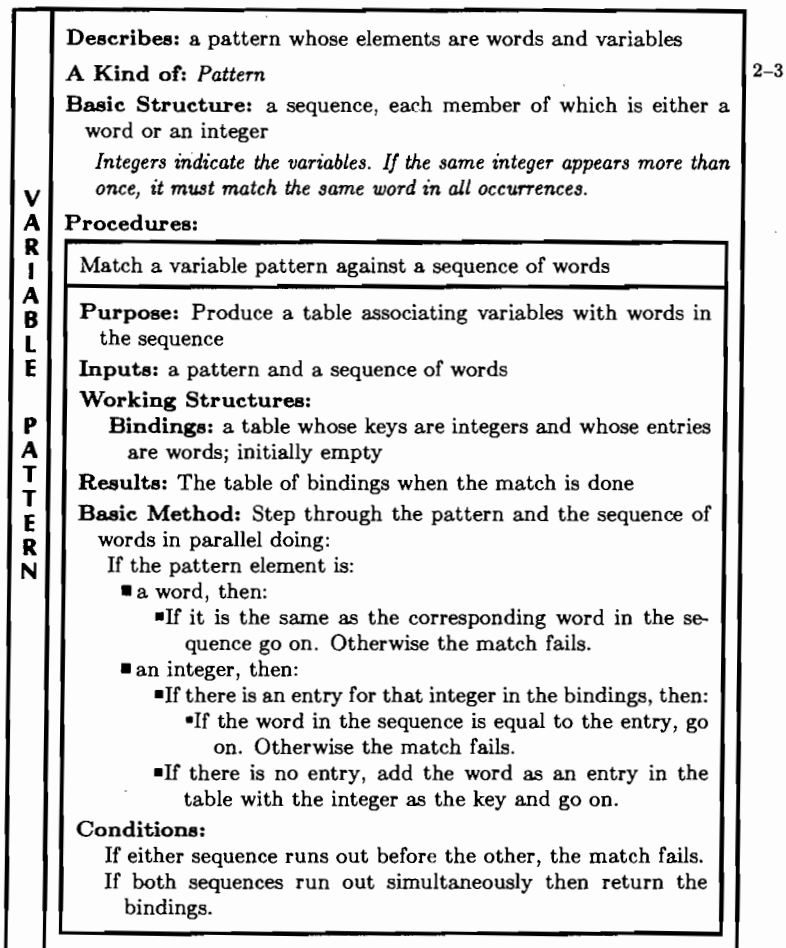 Describes: a pattern whose elements are words and variables
A Kind of: Pattern
2–3
Basic Structure: a sequence, each member of which is either a
word or an integer
Integers indicate the variables. If the same integer appears more than
once, it must match the same word in all occurrences.
VARIABLE PATTERN
Procedures:
Match a variable pattern against a sequence of words
Purpose: Produce a table associating variables with words in
the sequence
Inputs: a pattern and a sequence of words
Working Structures:
Bindings: a table whose keys are integers and whose entries
are words; initially empty
Results: The table of bindings when the match is done
Basic Method: Step through the pattern and the sequence of
words in parallel doing:
If the pattern element is:
■ a word, then:
■If it is the same as the corresponding word in the se-
quence go on. Otherwise the match fails.
■ an integer, then:
■If there is an entry for that integer in the bindings, then:
■If the word in the sequence is equal to the entry, go
on. Otherwise the match fails.
■If there is no entry, add the word as an entry in the
table with the integer as the key and go on.
Conditions:
If either sequence runs out before the other, the match fails.
If both sequences run out simultaneously then return the
bindings.